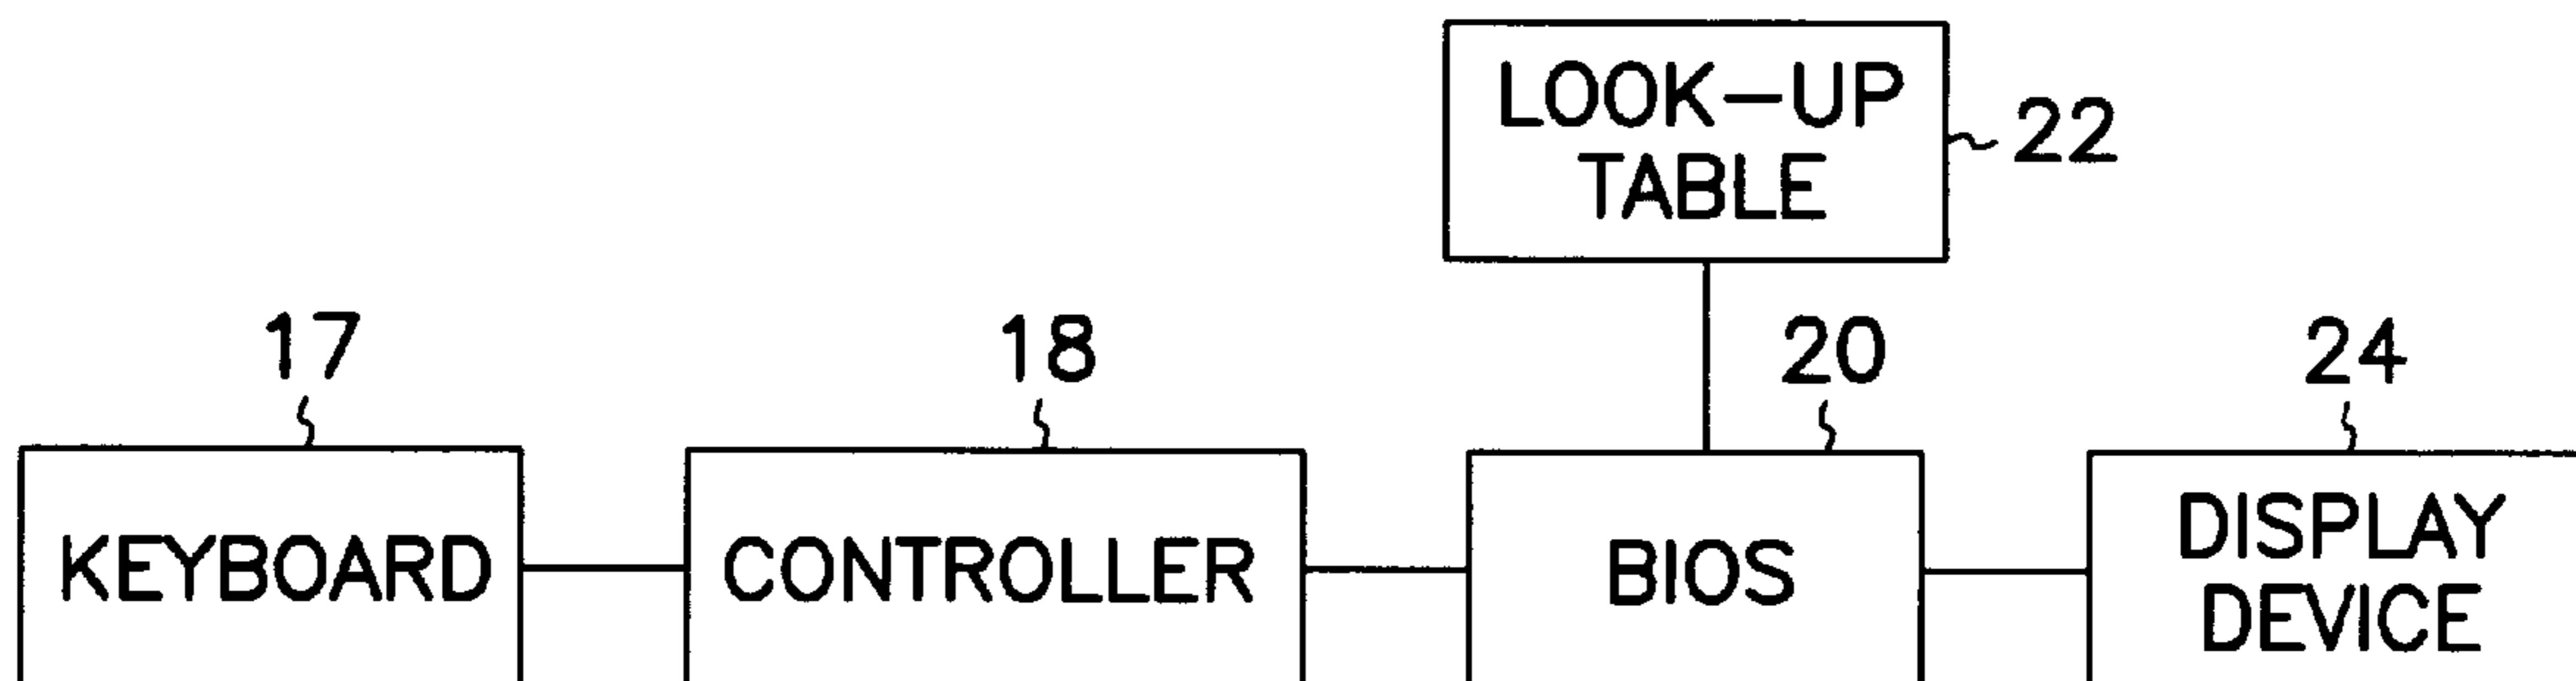 LOOK-UP
TABLE
22
17
18
20
24
KEYBOARD
CONTROLLER
BIOS
DISPLAY
DEVICE